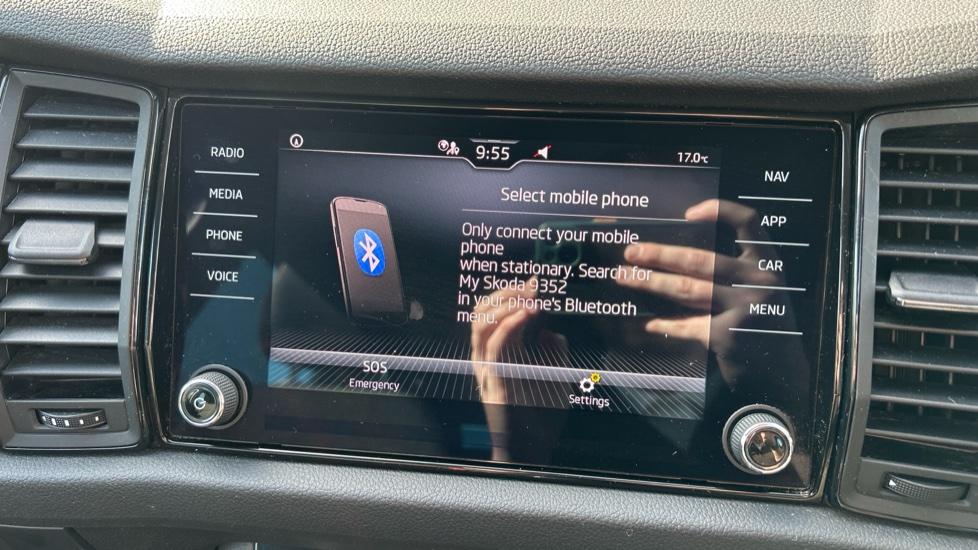 RADIO
MEDIA
PHONE
VOICE
9:55
17.0°C
Select mobile phone
Only connect your mobile
phone
when stationary. Search for
My Skoda 9352
in your phone's Bluetooth
menu.
SOS
Emergency
Settings
NAV
APP
CAR
MENU